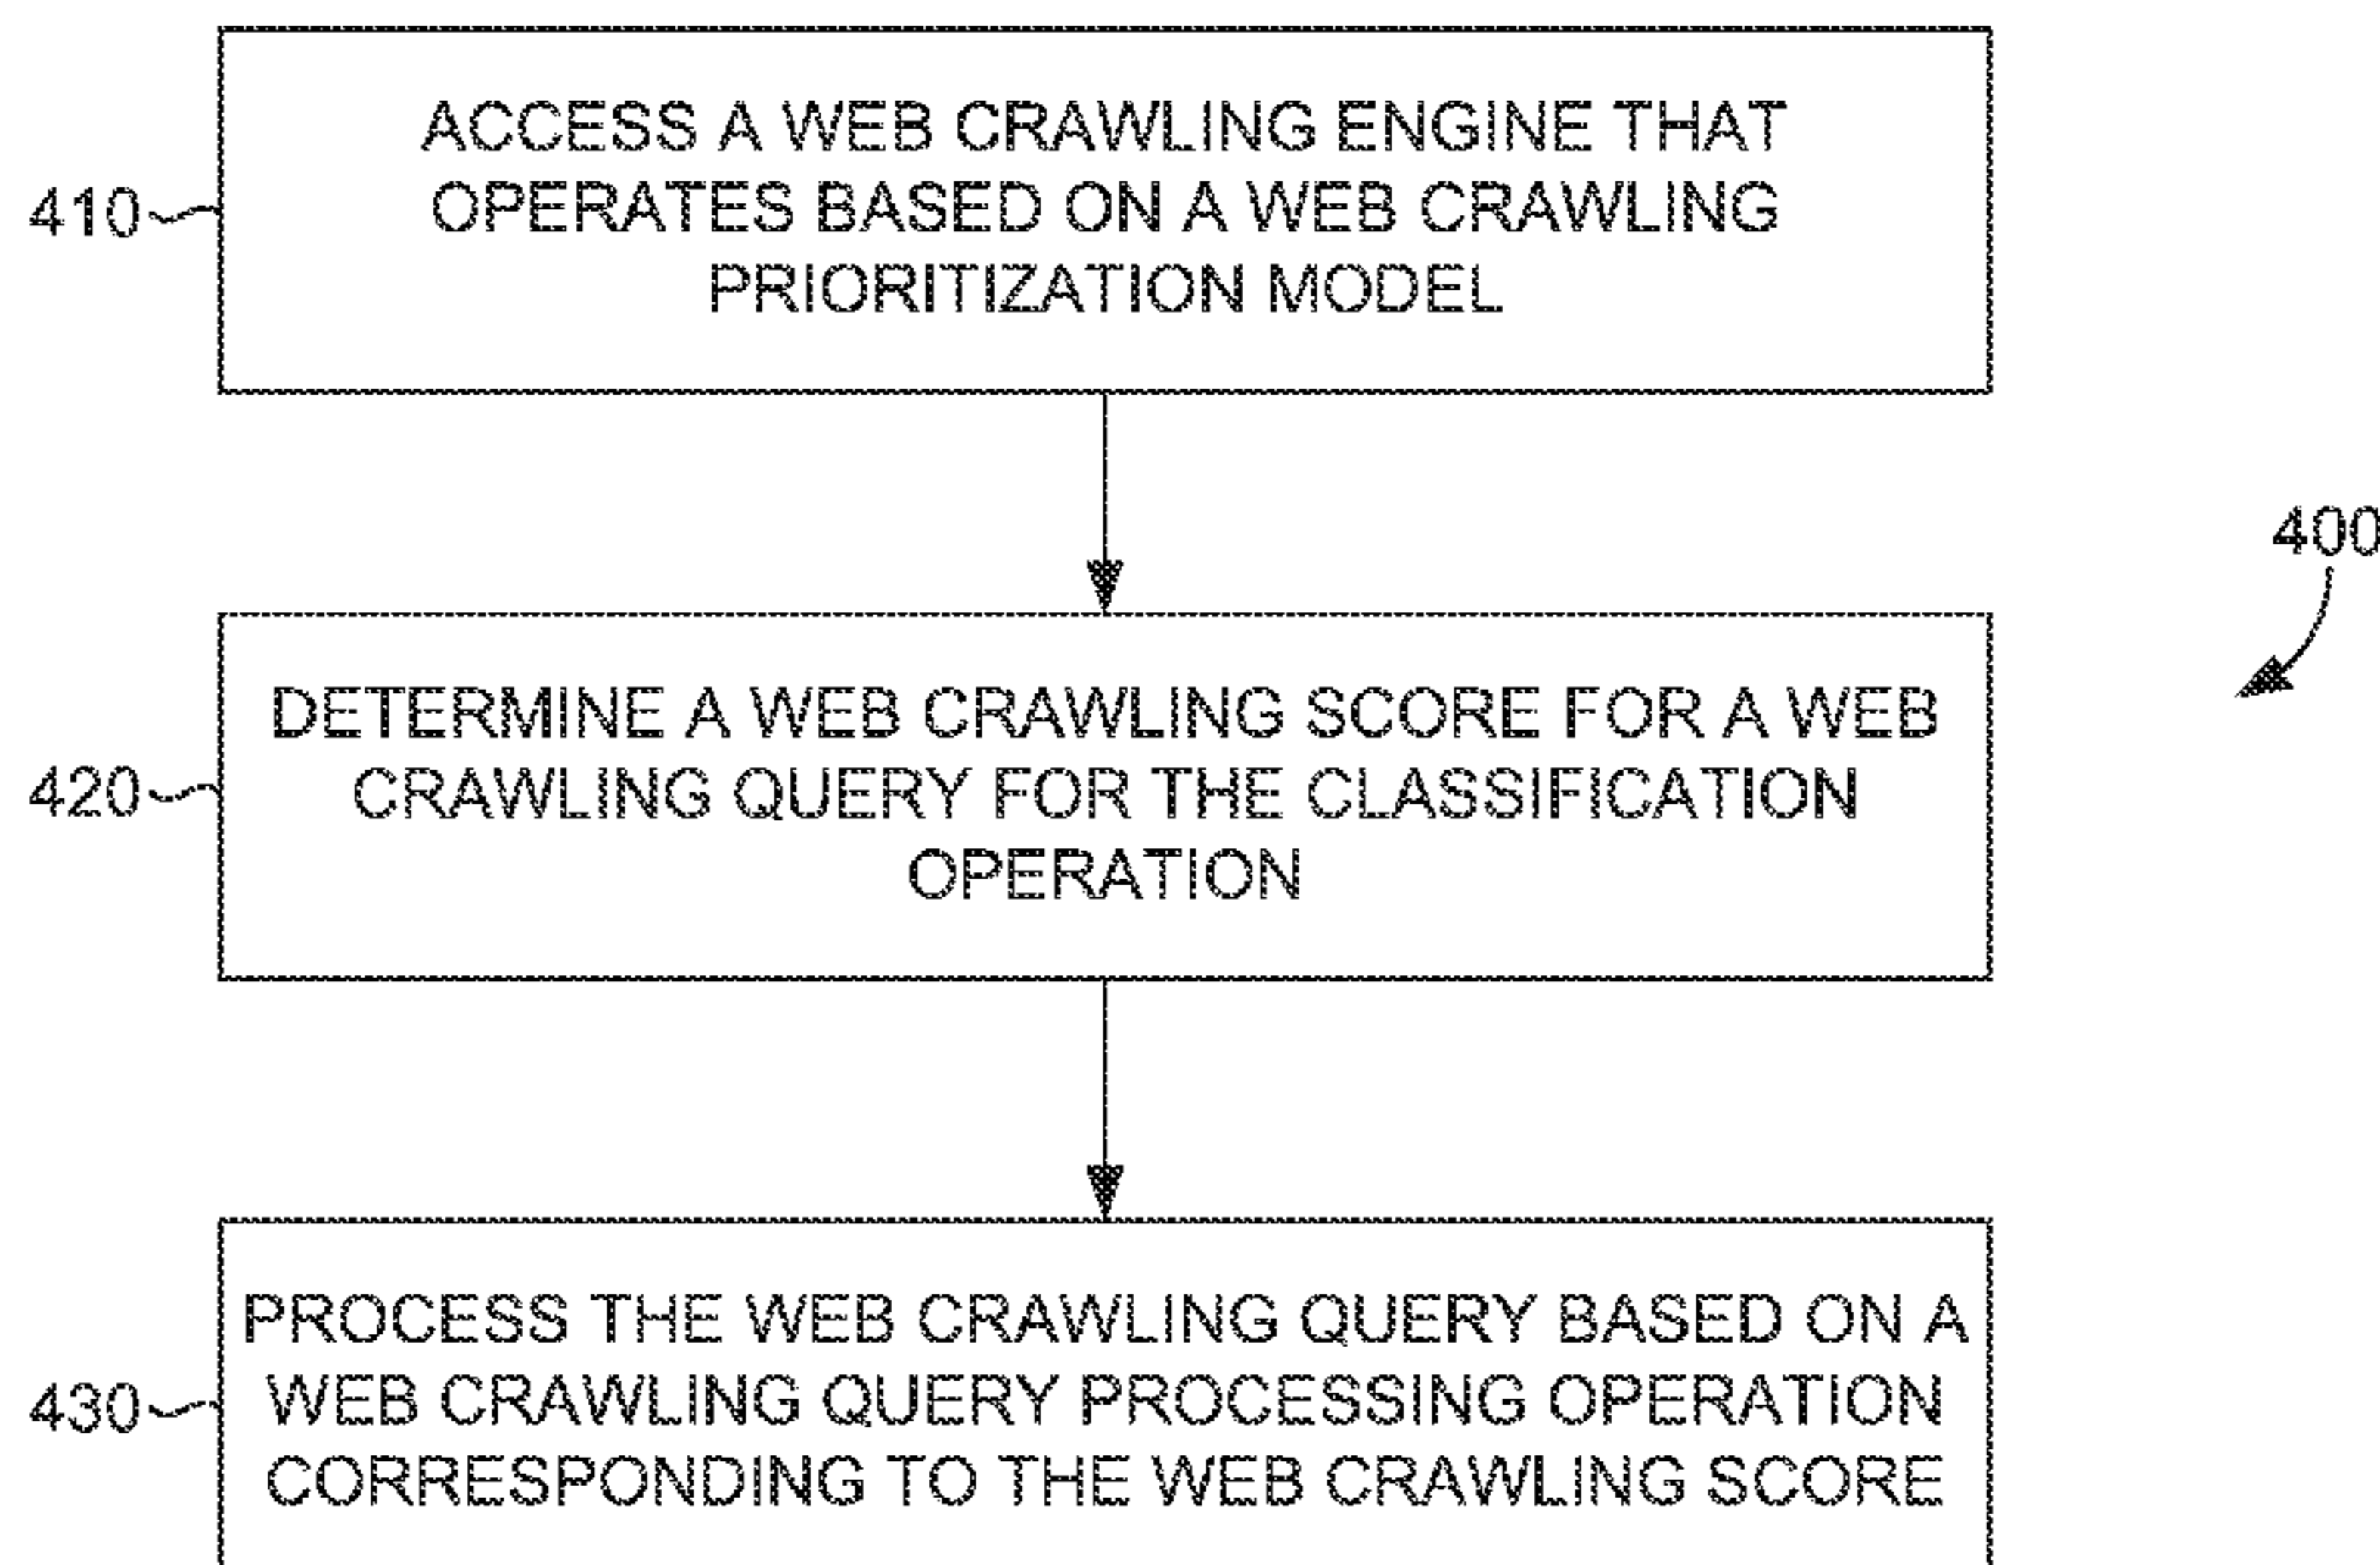 ACCESS A WEB CRAWLING ENGINE THAT
OPERATES BASED ON A WEB CRAWLING
PRIORITIZATION MODEL
410
400
DETERMINE A WEB CRAWLING SCORE FOR A WEB
CRAWLING QUERY FOR THE CLASSIFICATION
OPERATION
420
PROCESS THE WEB CRAWLING QUERY BASED ON A
WEB CRAWLING QUERY PROCESSING OPERATION
CORRESPONDING TO THE WEB CRAWLING SCORE
430